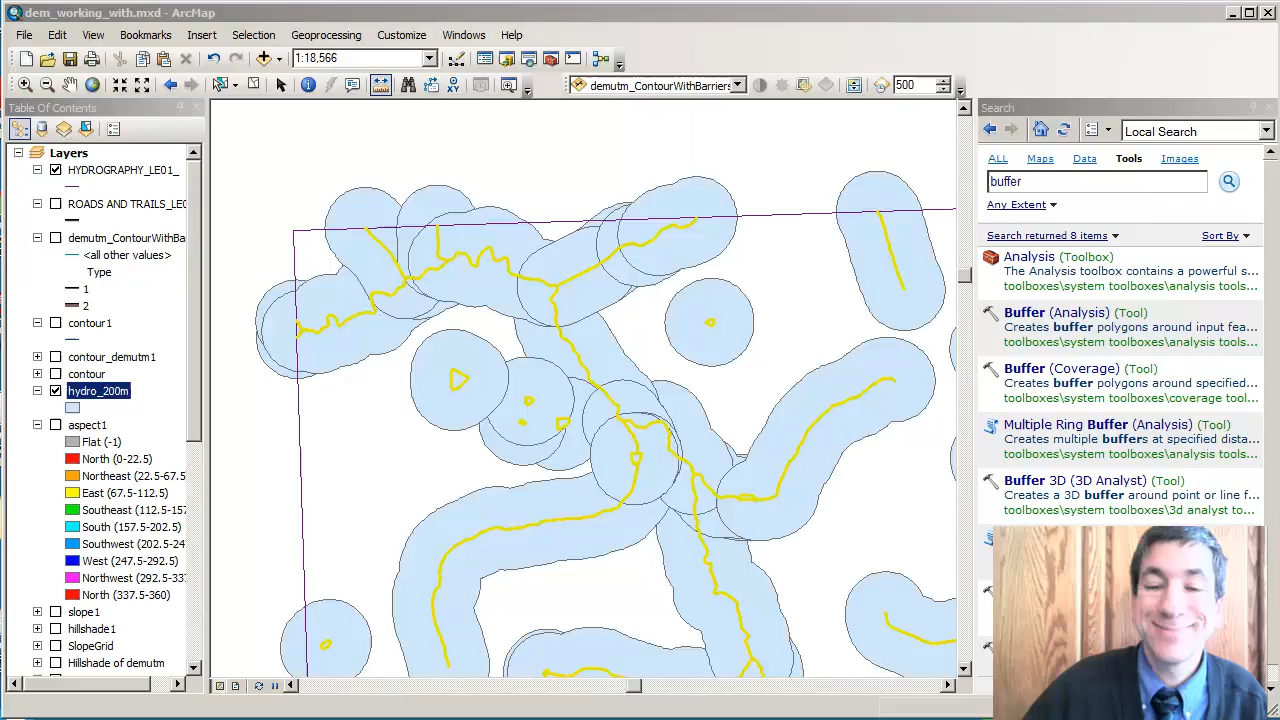 dem_working_with.mxd - ArcMap
File Edit View Bookmarks Insert Selection Geoprocessing Customize Windows Help
1:18,566
demutm_ContourWithBarriers
500
Table Of Contents
Layers
HYDROGRAPHY_LE01_
ROADS AND TRAILS_LE0
demutm_ContourWithBa
<all other values>
Type
1
2
contour1
contour_demutm1
contour
hydro_200m
aspect1
Flat (-1)
North (0-22.5)
Northeast (22.5-67.5
East (67.5-112.5)
Southeast (112.5-157
South (157.5-202.5)
Southwest (202.5-24
West (247.5-292.5)
Northwest (292.5-33
North (337.5-360)
slope1
hillshade1
SlopeGrid
Hillshade of demutm
Search
Local Search
ALL Maps Data Tools Images
buffer
Any Extent
Search returned 8 items Sort By
Analysis (Toolbox)
The Analysis toolbox contains a powerful s...
toolboxes\system toolboxes\analysis tools...
Buffer (Analysis) (Tool)
Creates buffer polygons around input fea...
toolboxes\system toolboxes\analysis tools...
Buffer (Coverage) (Tool)
Creates buffer polygons around specified...
toolboxes\system toolboxes\coverage tool...
Multiple Ring Buffer (Analysis) (Tool)
Creates multiple buffers at specified dista...
toolboxes\system toolboxes\analysis tools...
Buffer 3D (3D Analyst) (Tool)
Creates a 3D buffer around point or line f...
toolboxes\system toolboxes\3d analyst to...